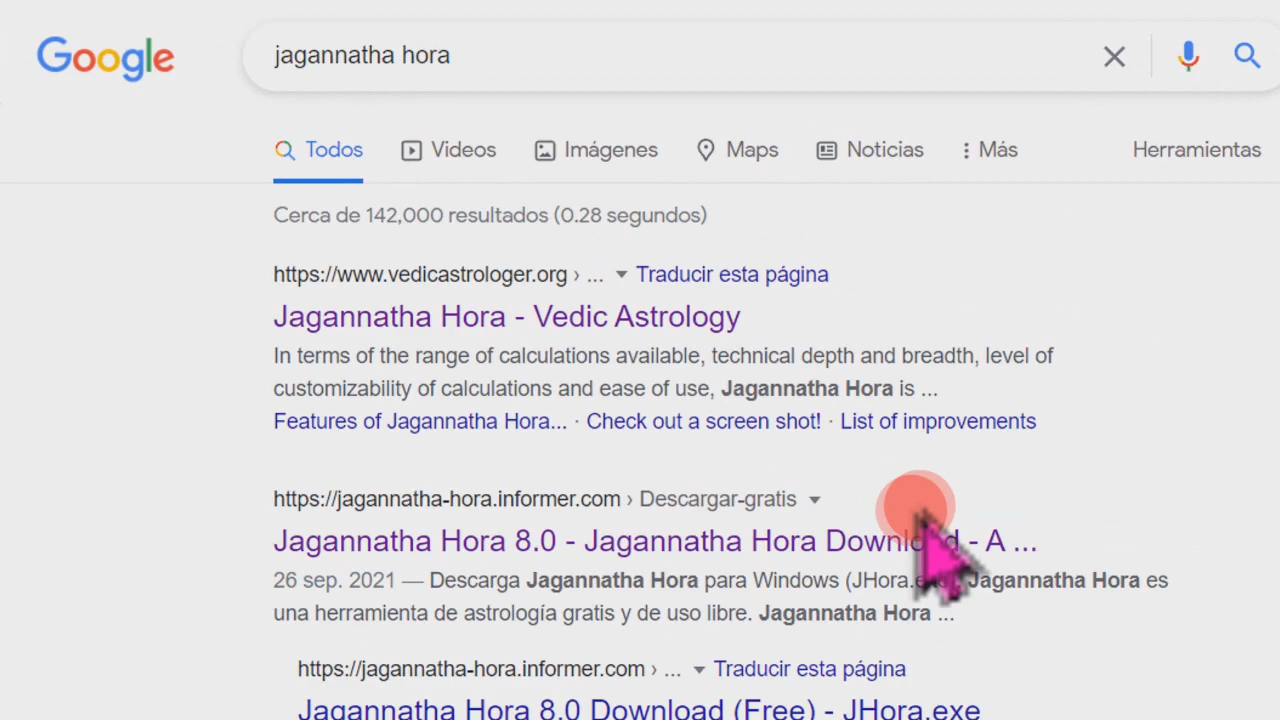 Google
jagannatha hora
Todos Videos Imágenes Maps Noticias Más Herramientas
Cerca de 142,000 resultados (0.28 segundos)
https://www.vedicastrologer.org › ... Traducir esta página
Jagannatha Hora - Vedic Astrology
In terms of the range of calculations available, technical depth and breadth, level of
customizability of calculations and ease of use, Jagannatha Hora is ...
Features of Jagannatha Hora... · Check out a screen shot! · List of improvements
https://jagannatha-hora.informer.com › Descargar-gratis
Jagannatha Hora 8.0 - Jagannatha Hora Download - A ...
26 sep. 2021 — Descarga Jagannatha Hora para Windows (JHora.exe). Jagannatha Hora es
una herramienta de astrología gratis y de uso libre. Jagannatha Hora ...
https://jagannatha-hora.informer.com › ... Traducir esta página
Jagannatha Hora 8.0 Download (Free) - JHora.exe